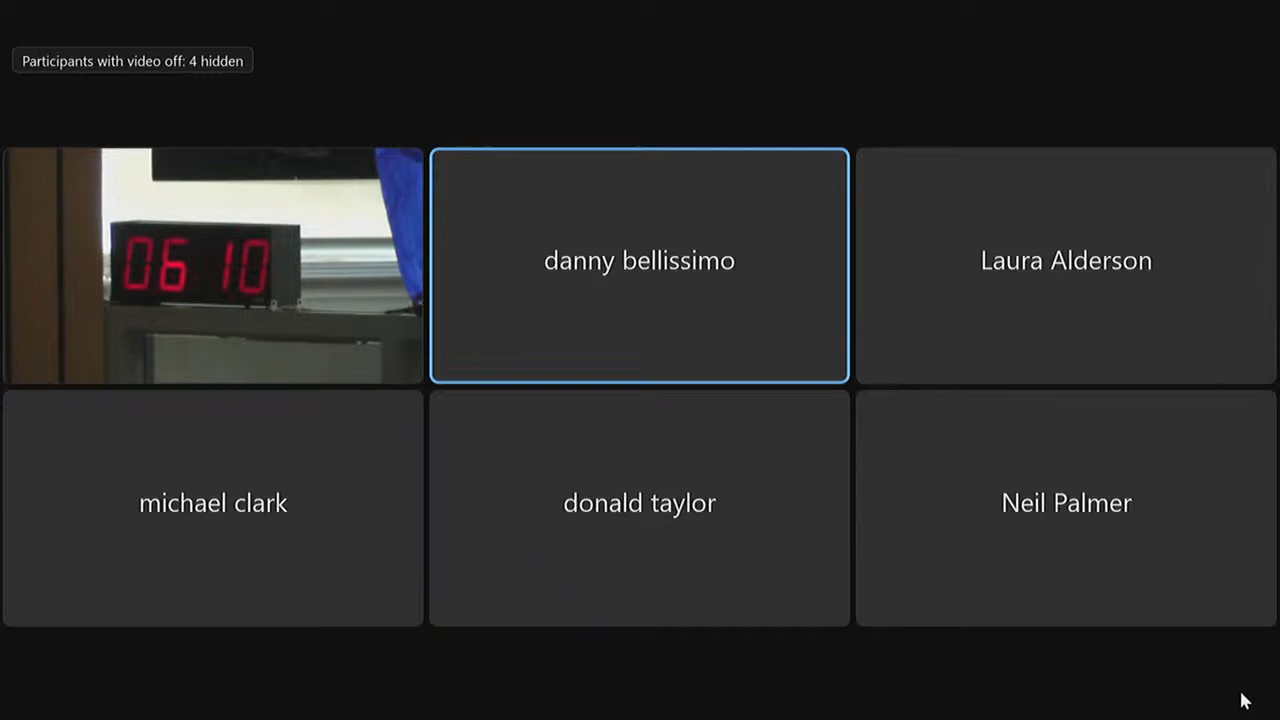 Participants with video off: 4 hidden
06 10
danny bellissimo
Laura Alderson
michael clark
donald taylor
Neil Palmer